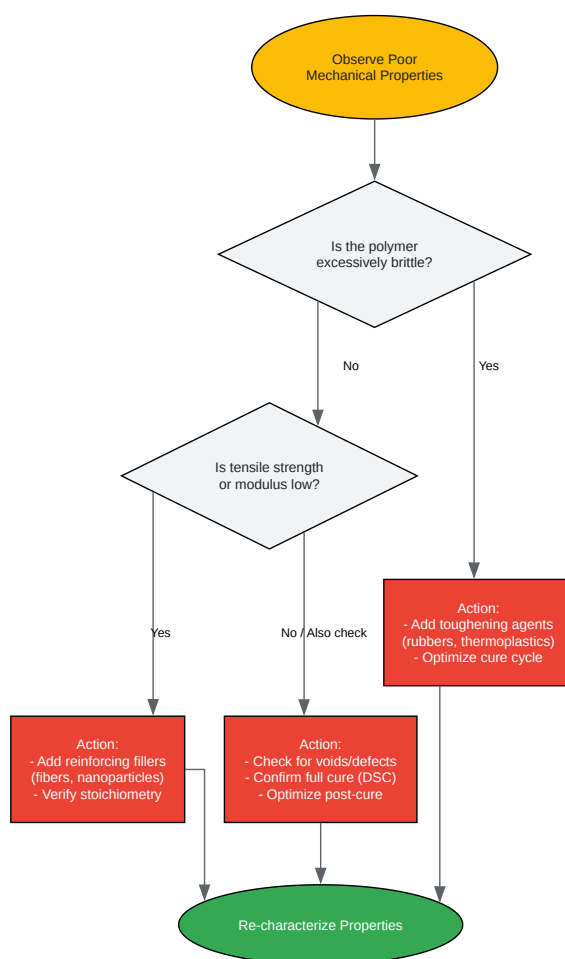 Observe Poor
Mechanical Properties
Is the polymer
excessively brittle?
No
Yes
Is tensile strength
or modulus low?
Yes
No / Also check
Action:
- Add toughening agents
(rubbers, thermoplastics)
- Optimize cure cycle
Action:
- Add reinforcing fillers
(fibers, nanoparticles)
- Verify stoichiometry
Action:
- Check for voids/defects
- Confirm full cure (DSC)
- Optimize post-cure
Re-characterize Properties